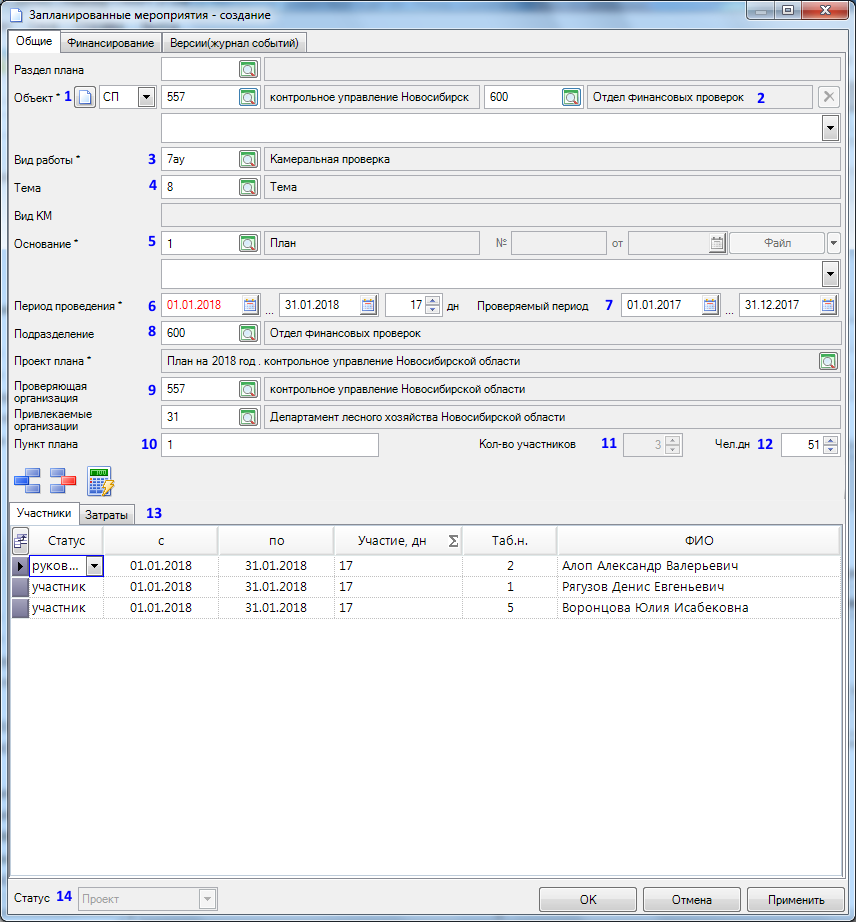 Запланированные мероприятия - создание
Общие Финансирование Версии(журнал событий)
Раздел плана
Объект * 1 СП 557 контрольное управление Новосибирск 600 Отдел финансовых проверок 2
Вид работы * 3 7ау Камеральная проверка
Тема 4 8 Тема
Вид КМ
Основание * 5 1 План № от Файл
Период проведения * 6 01.01.2018 ... 31.01.2018 17 дн Проверяемый период 7 01.01.2017 ... 31.12.2017
Подразделение 8 600 Отдел финансовых проверок
Проект плана * План на 2018 год . контрольное управление Новосибирской области
Проверяющая
организация 9 557 контрольное управление Новосибирской области
Привлекаемые
организации 31 Департамент лесного хозяйства Новосибирской области
Пункт плана 10 1 Кол-во участников 11 3 Чел.дн 12 51
Участники Затраты 13
Статус с по Участие, дн Σ Таб.н. ФИО
руков... 01.01.2018 31.01.2018 17 2 Алоп Александр Валерьевич
участник 01.01.2018 31.01.2018 17 1 Рягузов Денис Евгеньевич
участник 01.01.2018 31.01.2018 17 5 Воронцова Юлия Исабековна
Статус 14 Проект OK Отмена Применить